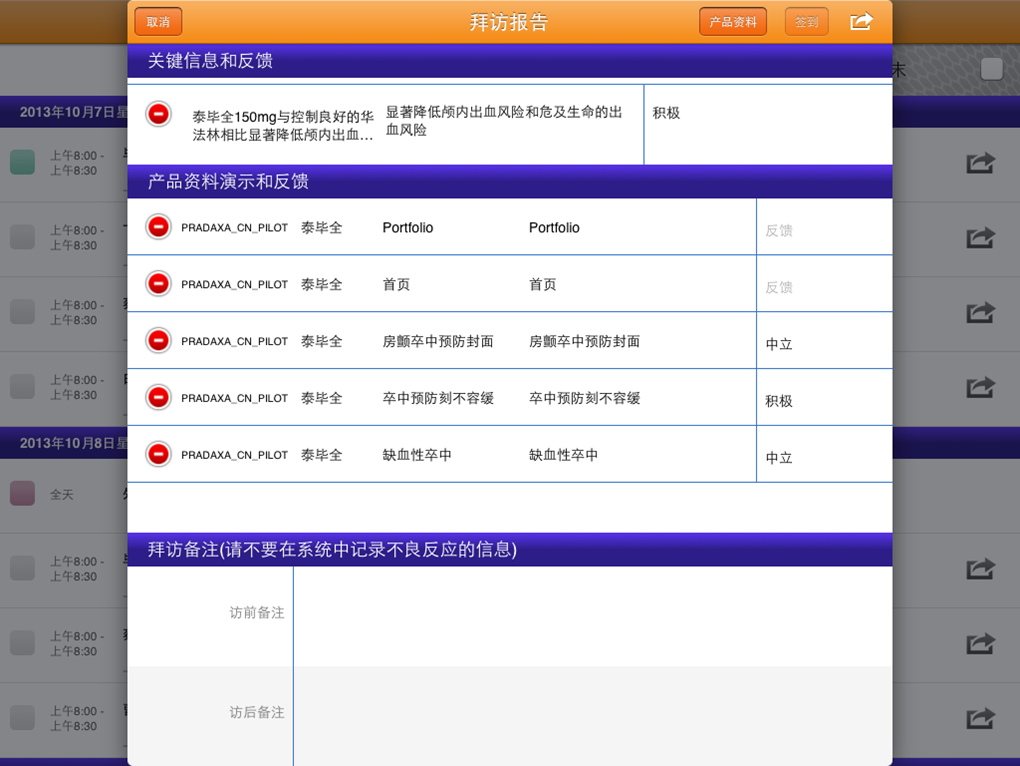 取消
拜访报告
产品资料
签到
关键信息和反馈
泰毕全150mg与控制良好的华
法林相比显著降低颅内出血…
显著降低颅内出血风险和危及生命的出
血风险
积极
产品资料演示和反馈
PRADAXA_CN_PILOT 泰毕全 Portfolio Portfolio 反馈
PRADAXA_CN_PILOT 泰毕全 首页 首页 反馈
PRADAXA_CN_PILOT 泰毕全 房颤卒中预防封面 房颤卒中预防封面 中立
PRADAXA_CN_PILOT 泰毕全 卒中预防刻不容缓 卒中预防刻不容缓 积极
PRADAXA_CN_PILOT 泰毕全 缺血性卒中 缺血性卒中 中立
拜访备注(请不要在系统中记录不良反应的信息)
访前备注
访后备注
末
2013年10月7日星
上午8:00 -
上午8:30
上午8:00 -
上午8:30
上午8:00 -
上午8:30
上午8:00 -
上午8:30
2013年10月8日星
全天
上午8:00 -
上午8:30
上午8:00 -
上午8:30
上午8:00 -
上午8:30